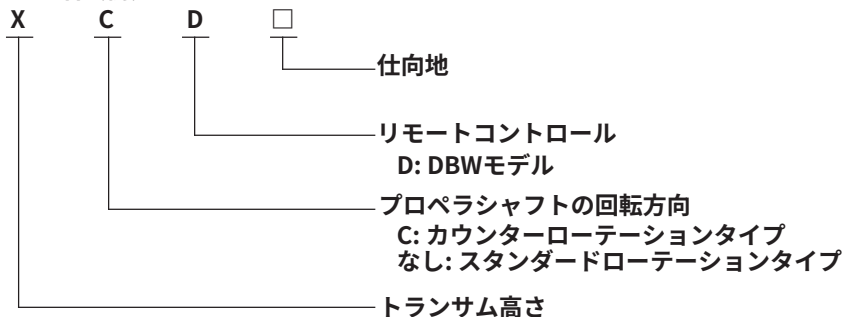 X C D □
仕向地
リモートコントロール
D: DBWモデル
プロペラシャフトの回転方向
C: カウンターローテーションタイプ
なし: スタンダードローテーションタイプ
トランサム高さ